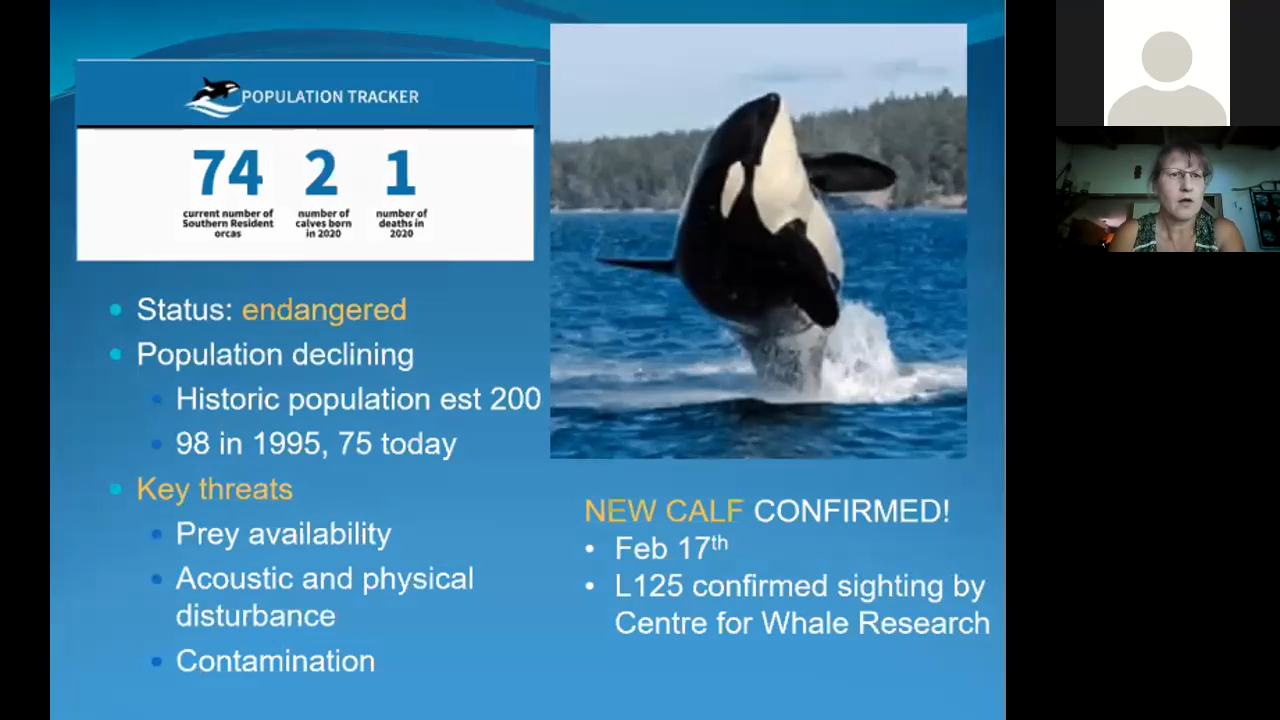 POPULATION TRACKER
74 2 1
current number of
Southern Resident
orcas
number of
calves born
in 2020
number of
deaths in
2020
Status: endangered
Population declining
Historic population est 200
98 in 1995, 75 today
Key threats
Prey availability
Acoustic and physical
disturbance
Contamination
NEW CALF CONFIRMED!
Feb 17th
L125 confirmed sighting by
Centre for Whale Research